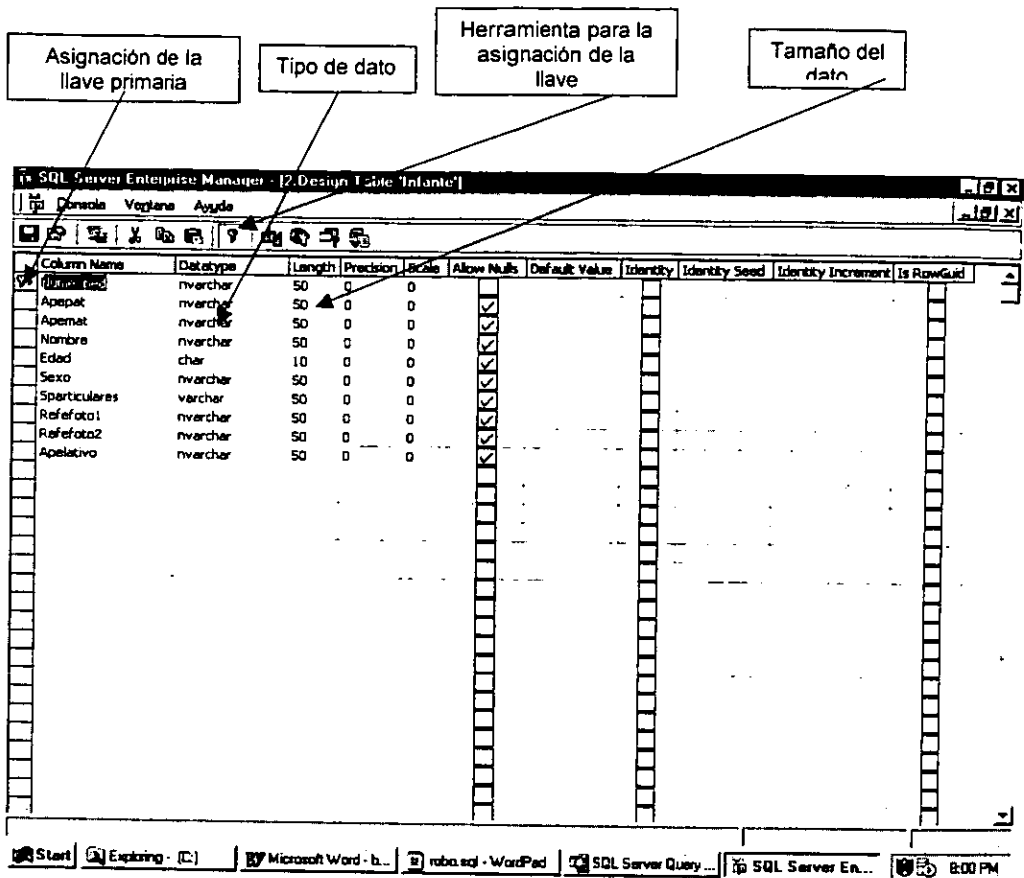 Asignación de la
llave primaria
Tipo de dato
Herramienta para la
asignación de la
llave
Tamaño del
dato
SQL Server Enterprise Manager - [2:Design Table 'Infante']
Consola Ventana Ayuda
Column Name Datatype Length Precision Scale Allow Nulls Default Value Identity Identity Seed Identity Increment Is RowGuid
nvarchar 50 0 0
Apepat nvarchar 50 0 0
Apemat nvarchar 50 0 0
Nombre nvarchar 50 0 0
Edad char 10 0 0
Sexo nvarchar 50 0 0
Sparticulares varchar 50 0 0
Refefoto1 nvarchar 50 0 0
Refefoto2 nvarchar 50 0 0
Apelativo nvarchar 50 0 0
Start Exploring - [C:] Microsoft Word - b... robo.sql - WordPad SQL Server Query ... SQL Server En... 8:00 PM